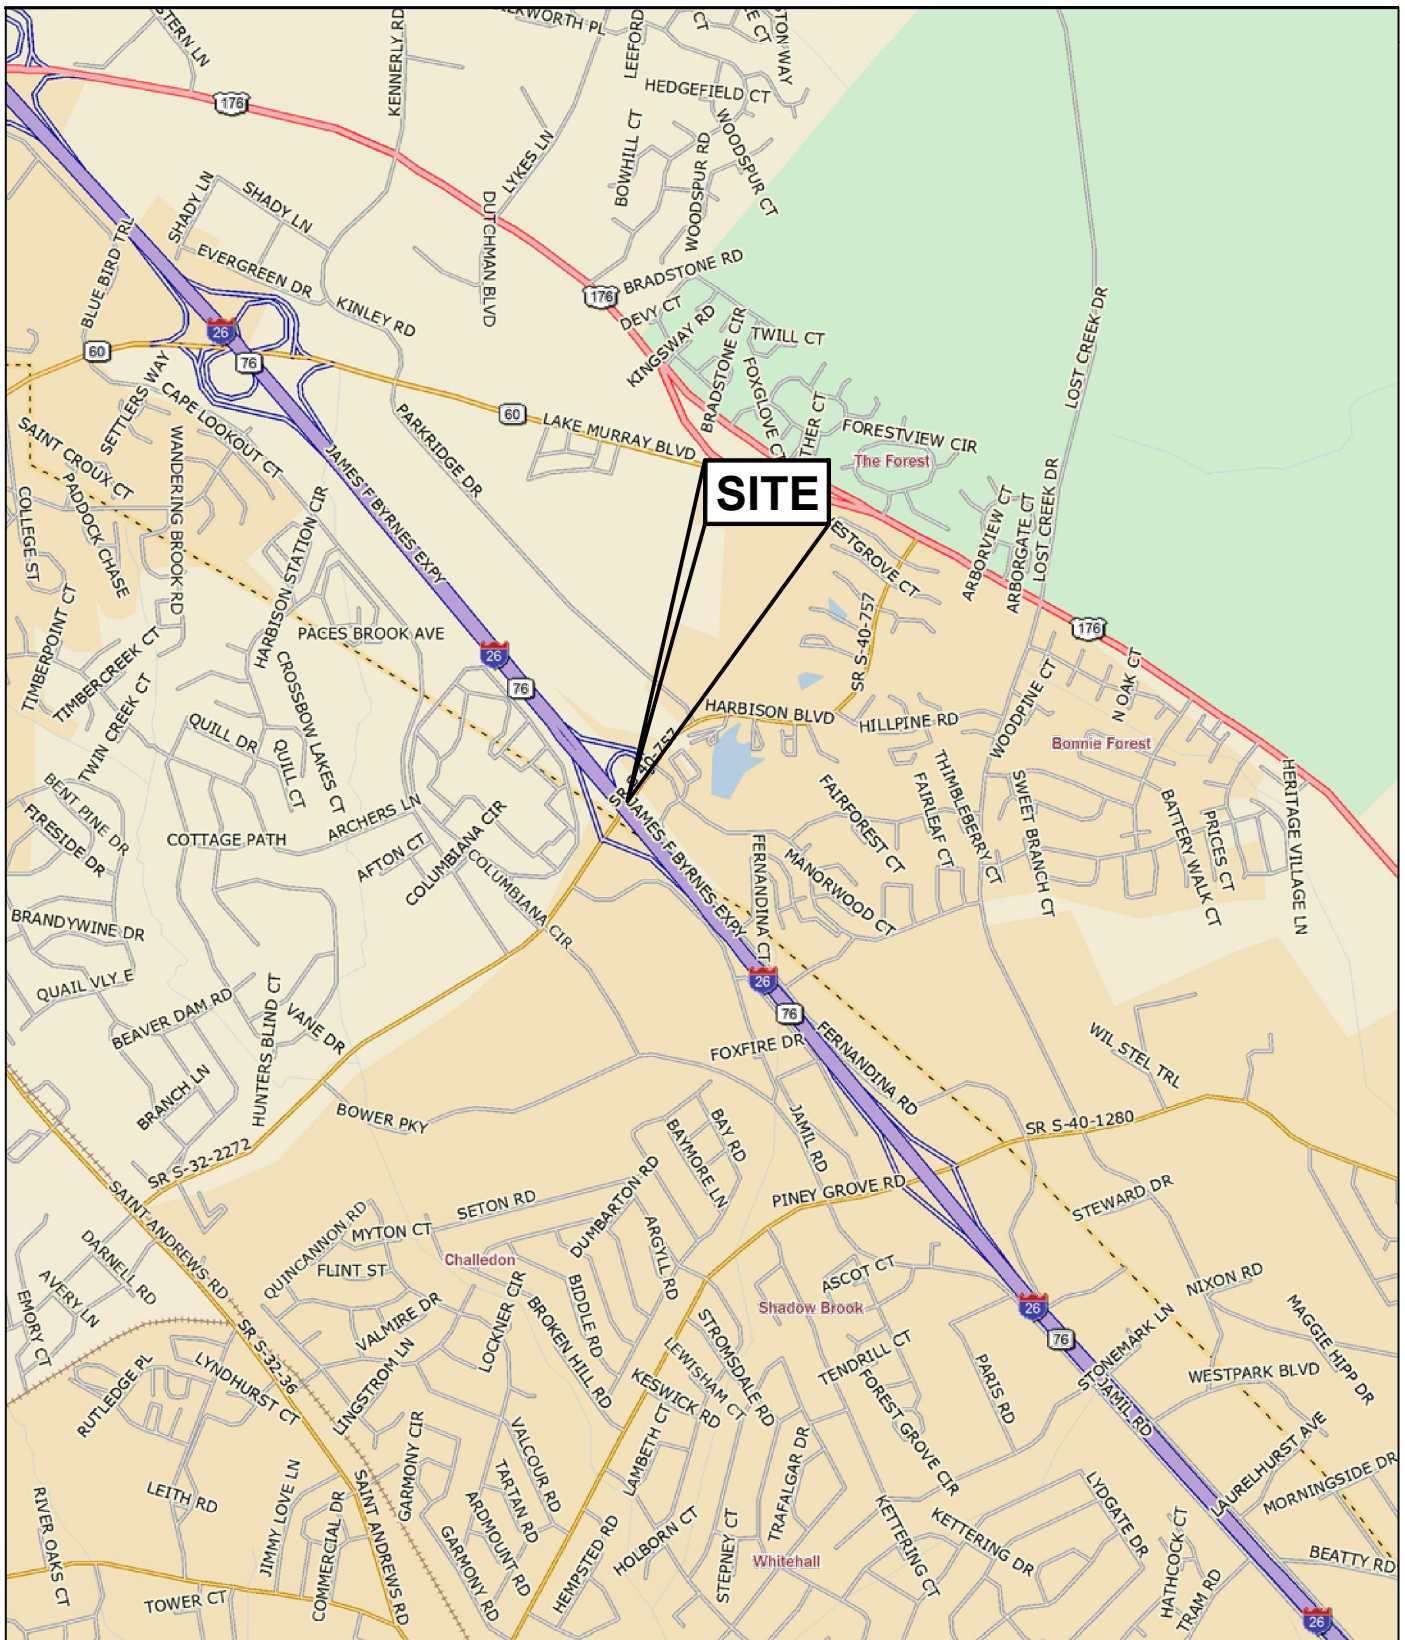 STERN LN
KENNERLY RD
LKWORTH PL
LEEFORD
CT
E CT
STON WAY
HEDGEFIELD CT
176
LYKES LN
BOWHILL CT
WOODSPUR RD
WOODSPUR CT
SHADY LN
SHADY LN
DUTCHMAN BLVD
BLUE BIRD TRL
EVERGREEN DR
KINLEY RD
BRADSTONE RD
176
DEVY CT
KINGSWAY RD
BRADSTONE CIR
TWILL CT
LOST CREEK DR
26
76
60
SETTLERS WAY
CAPE LOOKOUT CT
FOXGLOVE CT
THER CT
60
LAKE MURRAY BLVD
FORESTVIEW CIR
The Forest
SAINT CROUX CT
WANDERING BROOK RD
PARKRIDGE DR
JAMES F BYRNES EXPY
SITE
COLLEGE ST
PADDOCK CHASE
HARBISON STATION CIR
ESTGROVE CT
ARBORVIEW CT
ARBORGATE CT
LOST CREEK DR
TIMBERPOINT CT
TIMBERCREEK CT
PACES BROOK AVE
26
76
SR S-40-757
176
TWIN CREEK CT
CROSSBOW LAKES CT
QUILL DR
QUILL CT
HARBISON BLVD
HILLPINE RD
WOODPINE CT
N OAK CT
Bonnie Forest
SR S-40-757
BENT PINE DR
FIRESIDE DR
COTTAGE PATH
ARCHERS LN
AFTON CT
COLUMBIANA CIR
COLUMBIANA CIR
JAMES F BYRNES EXPY
FERNANDINA CT
MANORWOOD CT
FAIRFOREST CT
FAIRLEAF CT
THIMBLEBERRY CT
SWEET BRANCH CT
BATTERY WALK CT
PRICES CT
HERITAGE VILLAGE LN
BRANDYWINE DR
QUAIL VLY E
BEAVER DAM RD
HUNTERS BLIND CT
VANE DR
26
76
FOXFIRE DR
FERNANDINA RD
WIL STEL TRL
BRANCH LN
BOWER PKY
SR S-32-2272
BAY RD
BAYMORE LN
JAMIL RD
SR S-40-1280
PINEY GROVE RD
STEWARD DR
SAINT ANDREWS RD
DARNELL RD
AVERY LN
EMORY CT
QUINCANNON RD
MYTON CT
SETON RD
DUMBARTON RD
ARGYLL RD
FLINT ST
Challedon
ASCOT CT
Shadow Brook
26
76
NIXON RD
MAGGIE HIPP DR
VALMIRE DR
LOCKNER CIR
BROKEN HILL RD
BIDDLE RD
STROMSDALE RD
LEWISHAM CT
KESWICK RD
TENDRILL CT
FOREST GROVE CIR
PARIS RD
STONEMARK LN
JAMIL RD
WESTPARK BLVD
SR S-32-36
RUTLEDGE PL
LYNDHURST CT
LINGSTROM LN
GARMONY CIR
VALCOUR RD
TARTAN RD
ARDMOUNT RD
LAMBETH CT
TRAFALGAR DR
LAURELHURST AVE
MORNINGSIDE DR
LEITH RD
JIMMY LOVE LN
COMMERCIAL DR
SAINT ANDREWS RD
GARMONY RD
HEMPSTED RD
HOLBORN CT
STEPNEY CT
Whitehall
KETTERING CT
KETTERING DR
LYDGATE DR
HATHCOCK CT
TRAM RD
BEATTY RD
RIVER OAKS CT
TOWER CT
26